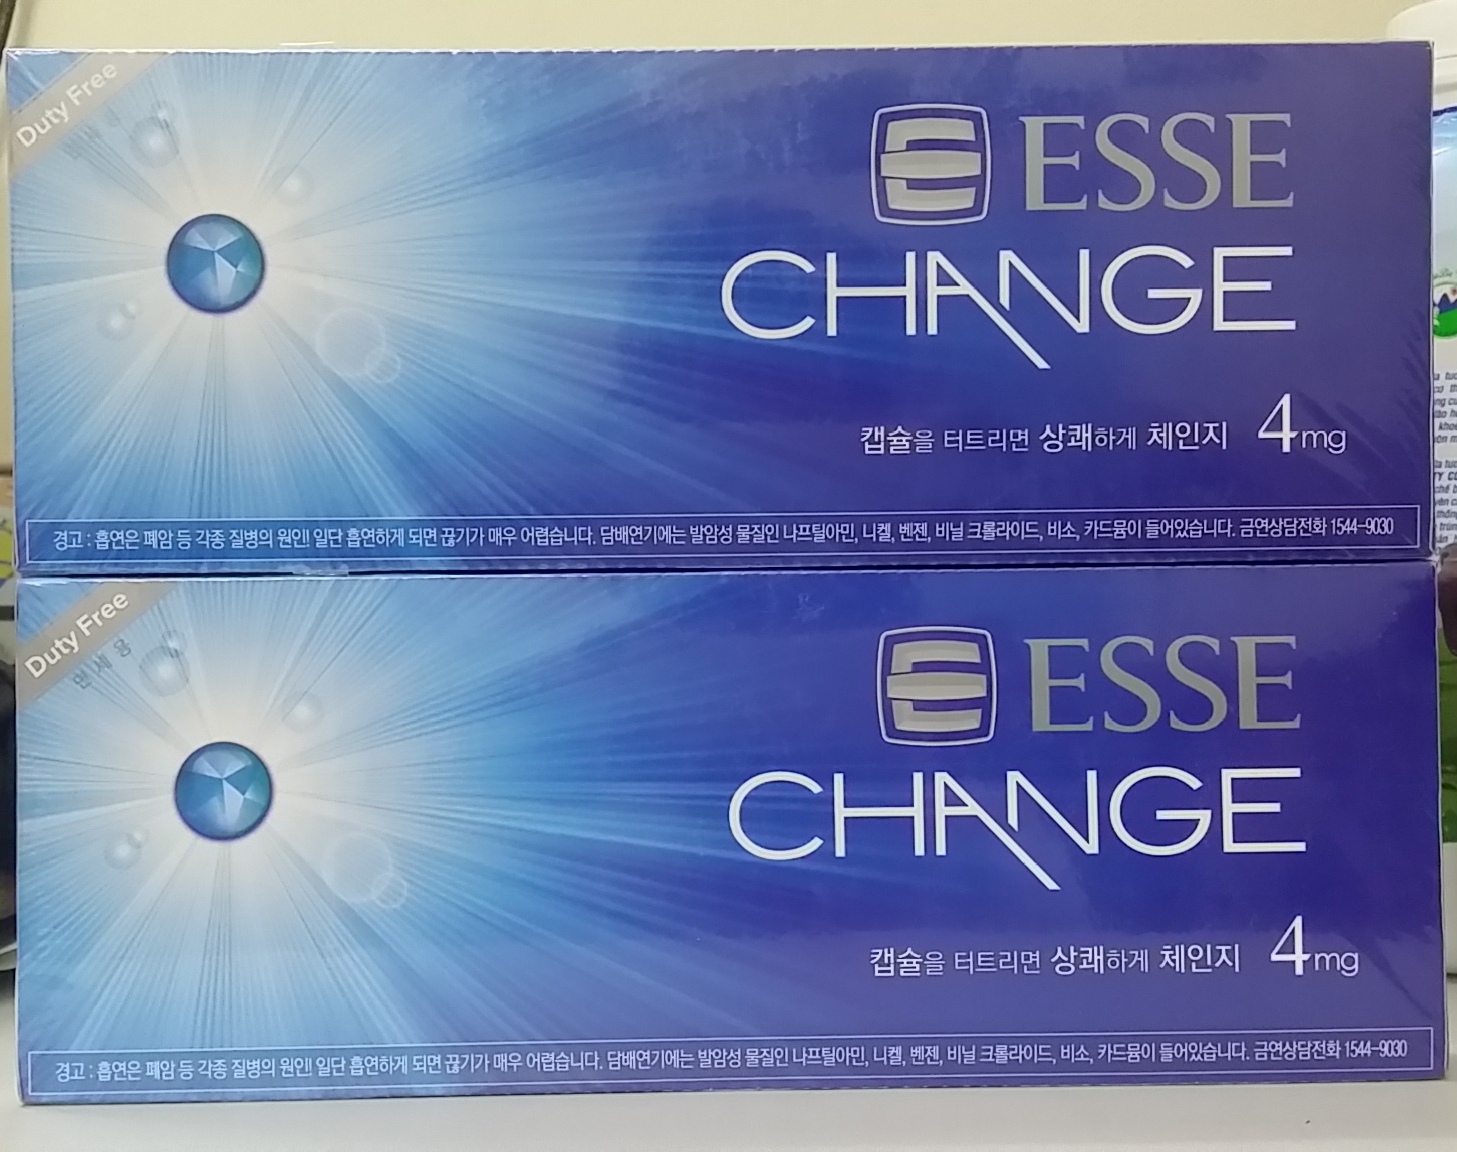 Duty Free
ESSE
CHANGE
캡슐을 터트리면 상쾌하게 체인지 4mg
경고 : 흡연은 폐암 등 각종 질병의 원인! 일단 흡연하게 되면 끊기가 매우 어렵습니다. 담배연기에는 발암성 물질인 나프틸아민, 니켈, 벤젠, 비닐 크롤라이드, 비소, 카드뮴이 들어있습니다. 금연상담전화 1544-9030
Duty Free
면세용
ESSE
CHANGE
캡슐을 터트리면 상쾌하게 체인지 4mg
경고 : 흡연은 폐암 등 각종 질병의 원인! 일단 흡연하게 되면 끊기가 매우 어렵습니다. 담배연기에는 발암성 물질인 나프틸아민, 니켈, 벤젠, 비닐 크롤라이드, 비소, 카드뮴이 들어있습니다. 금연상담전화 1544-9030